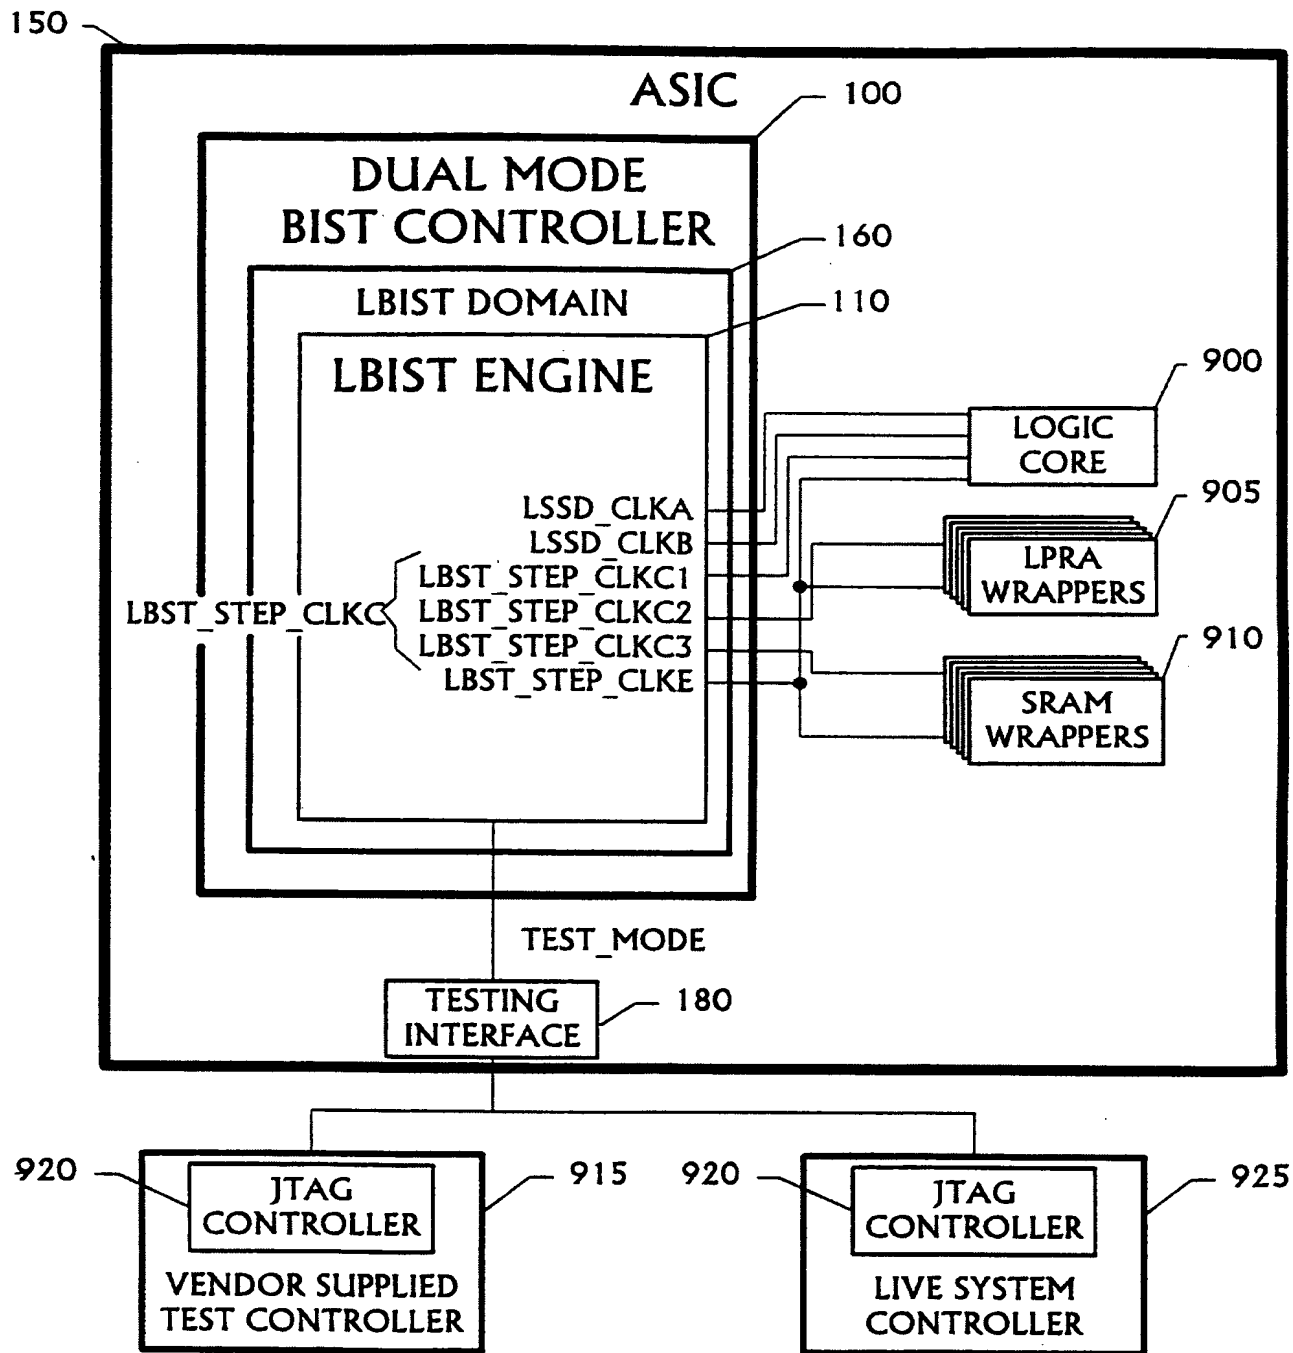 150
ASIC
100
DUAL MODE
BIST CONTROLLER
160
LBIST DOMAIN
110
LBIST ENGINE
900
LOGIC
CORE
LSSD_CLKA
LSSD_CLKB
LBST_STEP_CLKC1
LBST_STEP_CLKC
LBST_STEP_CLKC2
LBST_STEP_CLKC3
LBST_STEP_CLKE
905
LPRA
WRAPPERS
910
SRAM
WRAPPERS
TEST_MODE
TESTING
INTERFACE
180
920
JTAG
CONTROLLER
915
VENDOR SUPPLIED
TEST CONTROLLER
920
JTAG
CONTROLLER
925
LIVE SYSTEM
CONTROLLER